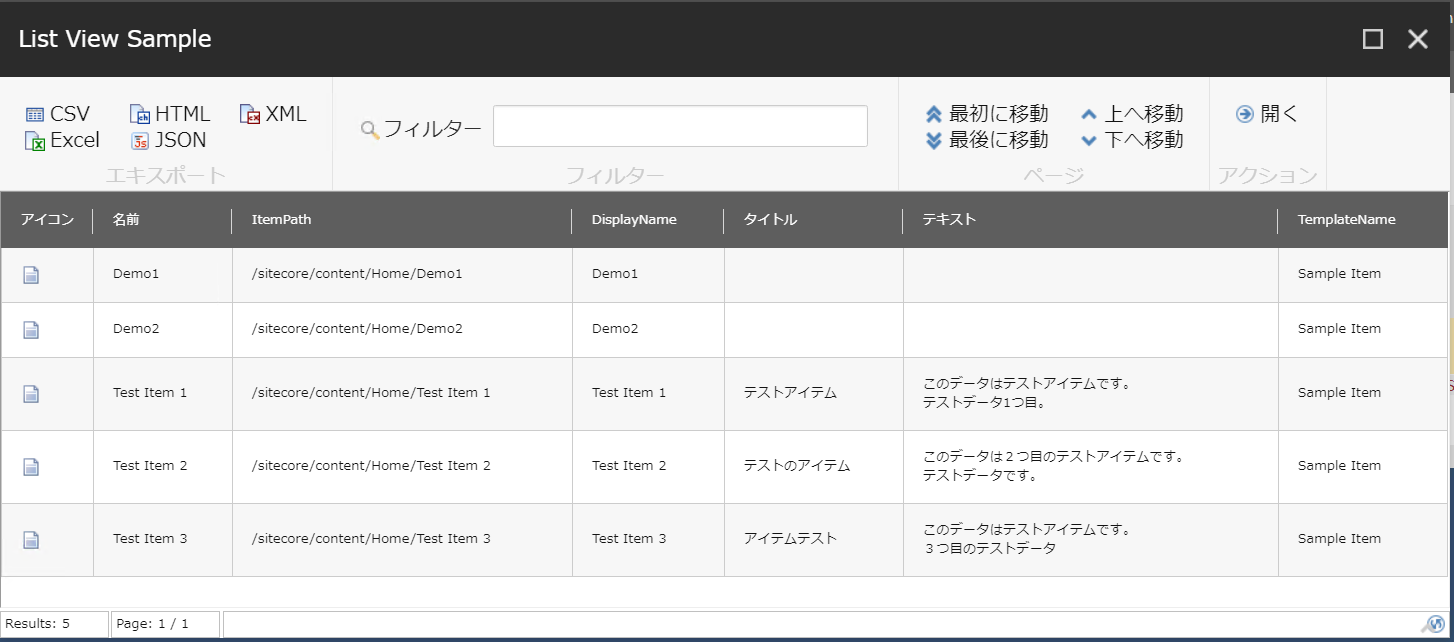 List View Sample
CSV HTML XML
Excel JSON
エキスポート
フィルター
フィルター
最初に移動 上へ移動
最後に移動 下へ移動
ページ
開く
アクション
アイコン 名前 ItemPath DisplayName タイトル テキスト TemplateName
Demo1 /sitecore/content/Home/Demo1 Demo1 Sample Item
Demo2 /sitecore/content/Home/Demo2 Demo2 Sample Item
Test Item 1 /sitecore/content/Home/Test Item 1 Test Item 1 テストアイテム このデータはテストアイテムです。 Sample Item
テストデータ1つ目。
Test Item 2 /sitecore/content/Home/Test Item 2 Test Item 2 テストのアイテム このデータは２つ目のテストアイテムです。 Sample Item
テストデータです。
Test Item 3 /sitecore/content/Home/Test Item 3 Test Item 3 アイテムテスト このデータはテストアイテムです。 Sample Item
３つ目のテストデータ
Results: 5 Page: 1 / 1